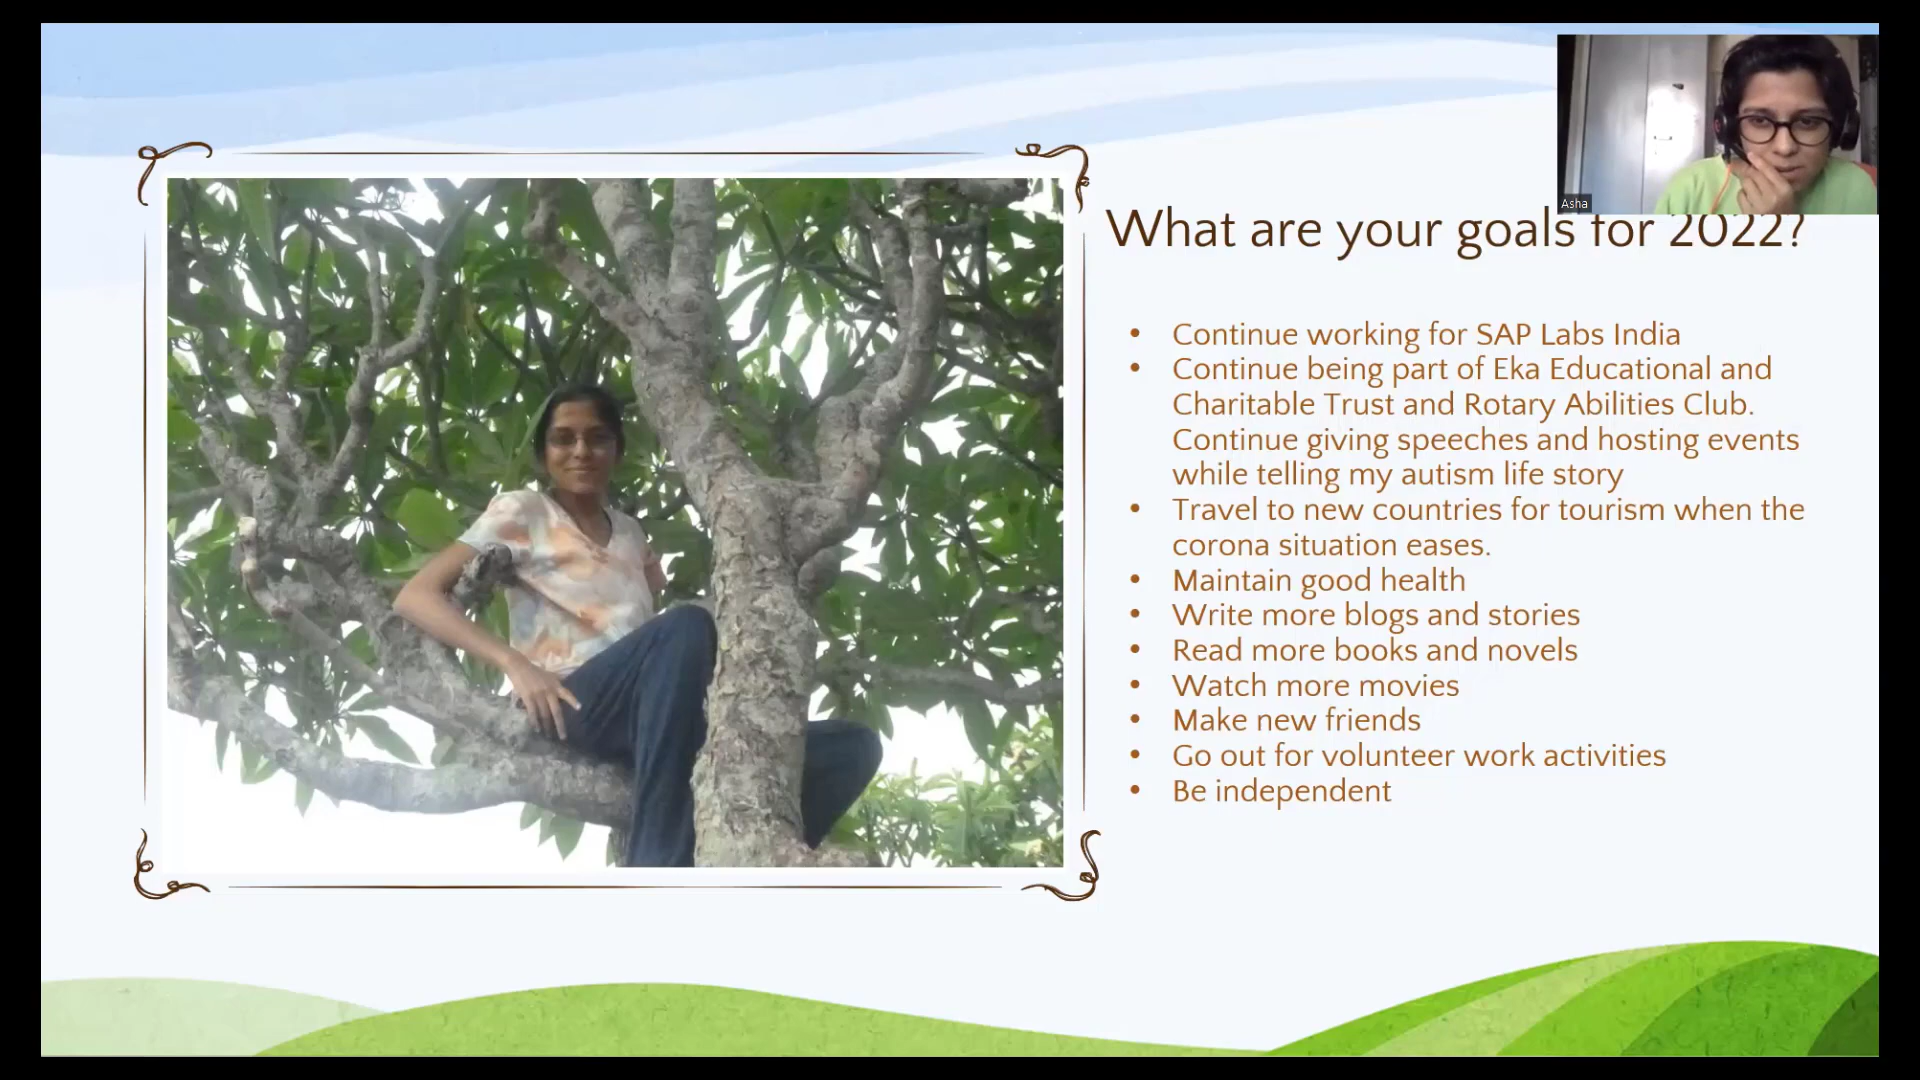 Asha
What are your goals for 2022?
• Continue working for SAP Labs India
• Continue being part of Eka Educational and
Charitable Trust and Rotary Abilities Club.
Continue giving speeches and hosting events
while telling my autism life story
• Travel to new countries for tourism when the
corona situation eases.
• Maintain good health
• Write more blogs and stories
• Read more books and novels
• Watch more movies
• Make new friends
• Go out for volunteer work activities
• Be independent